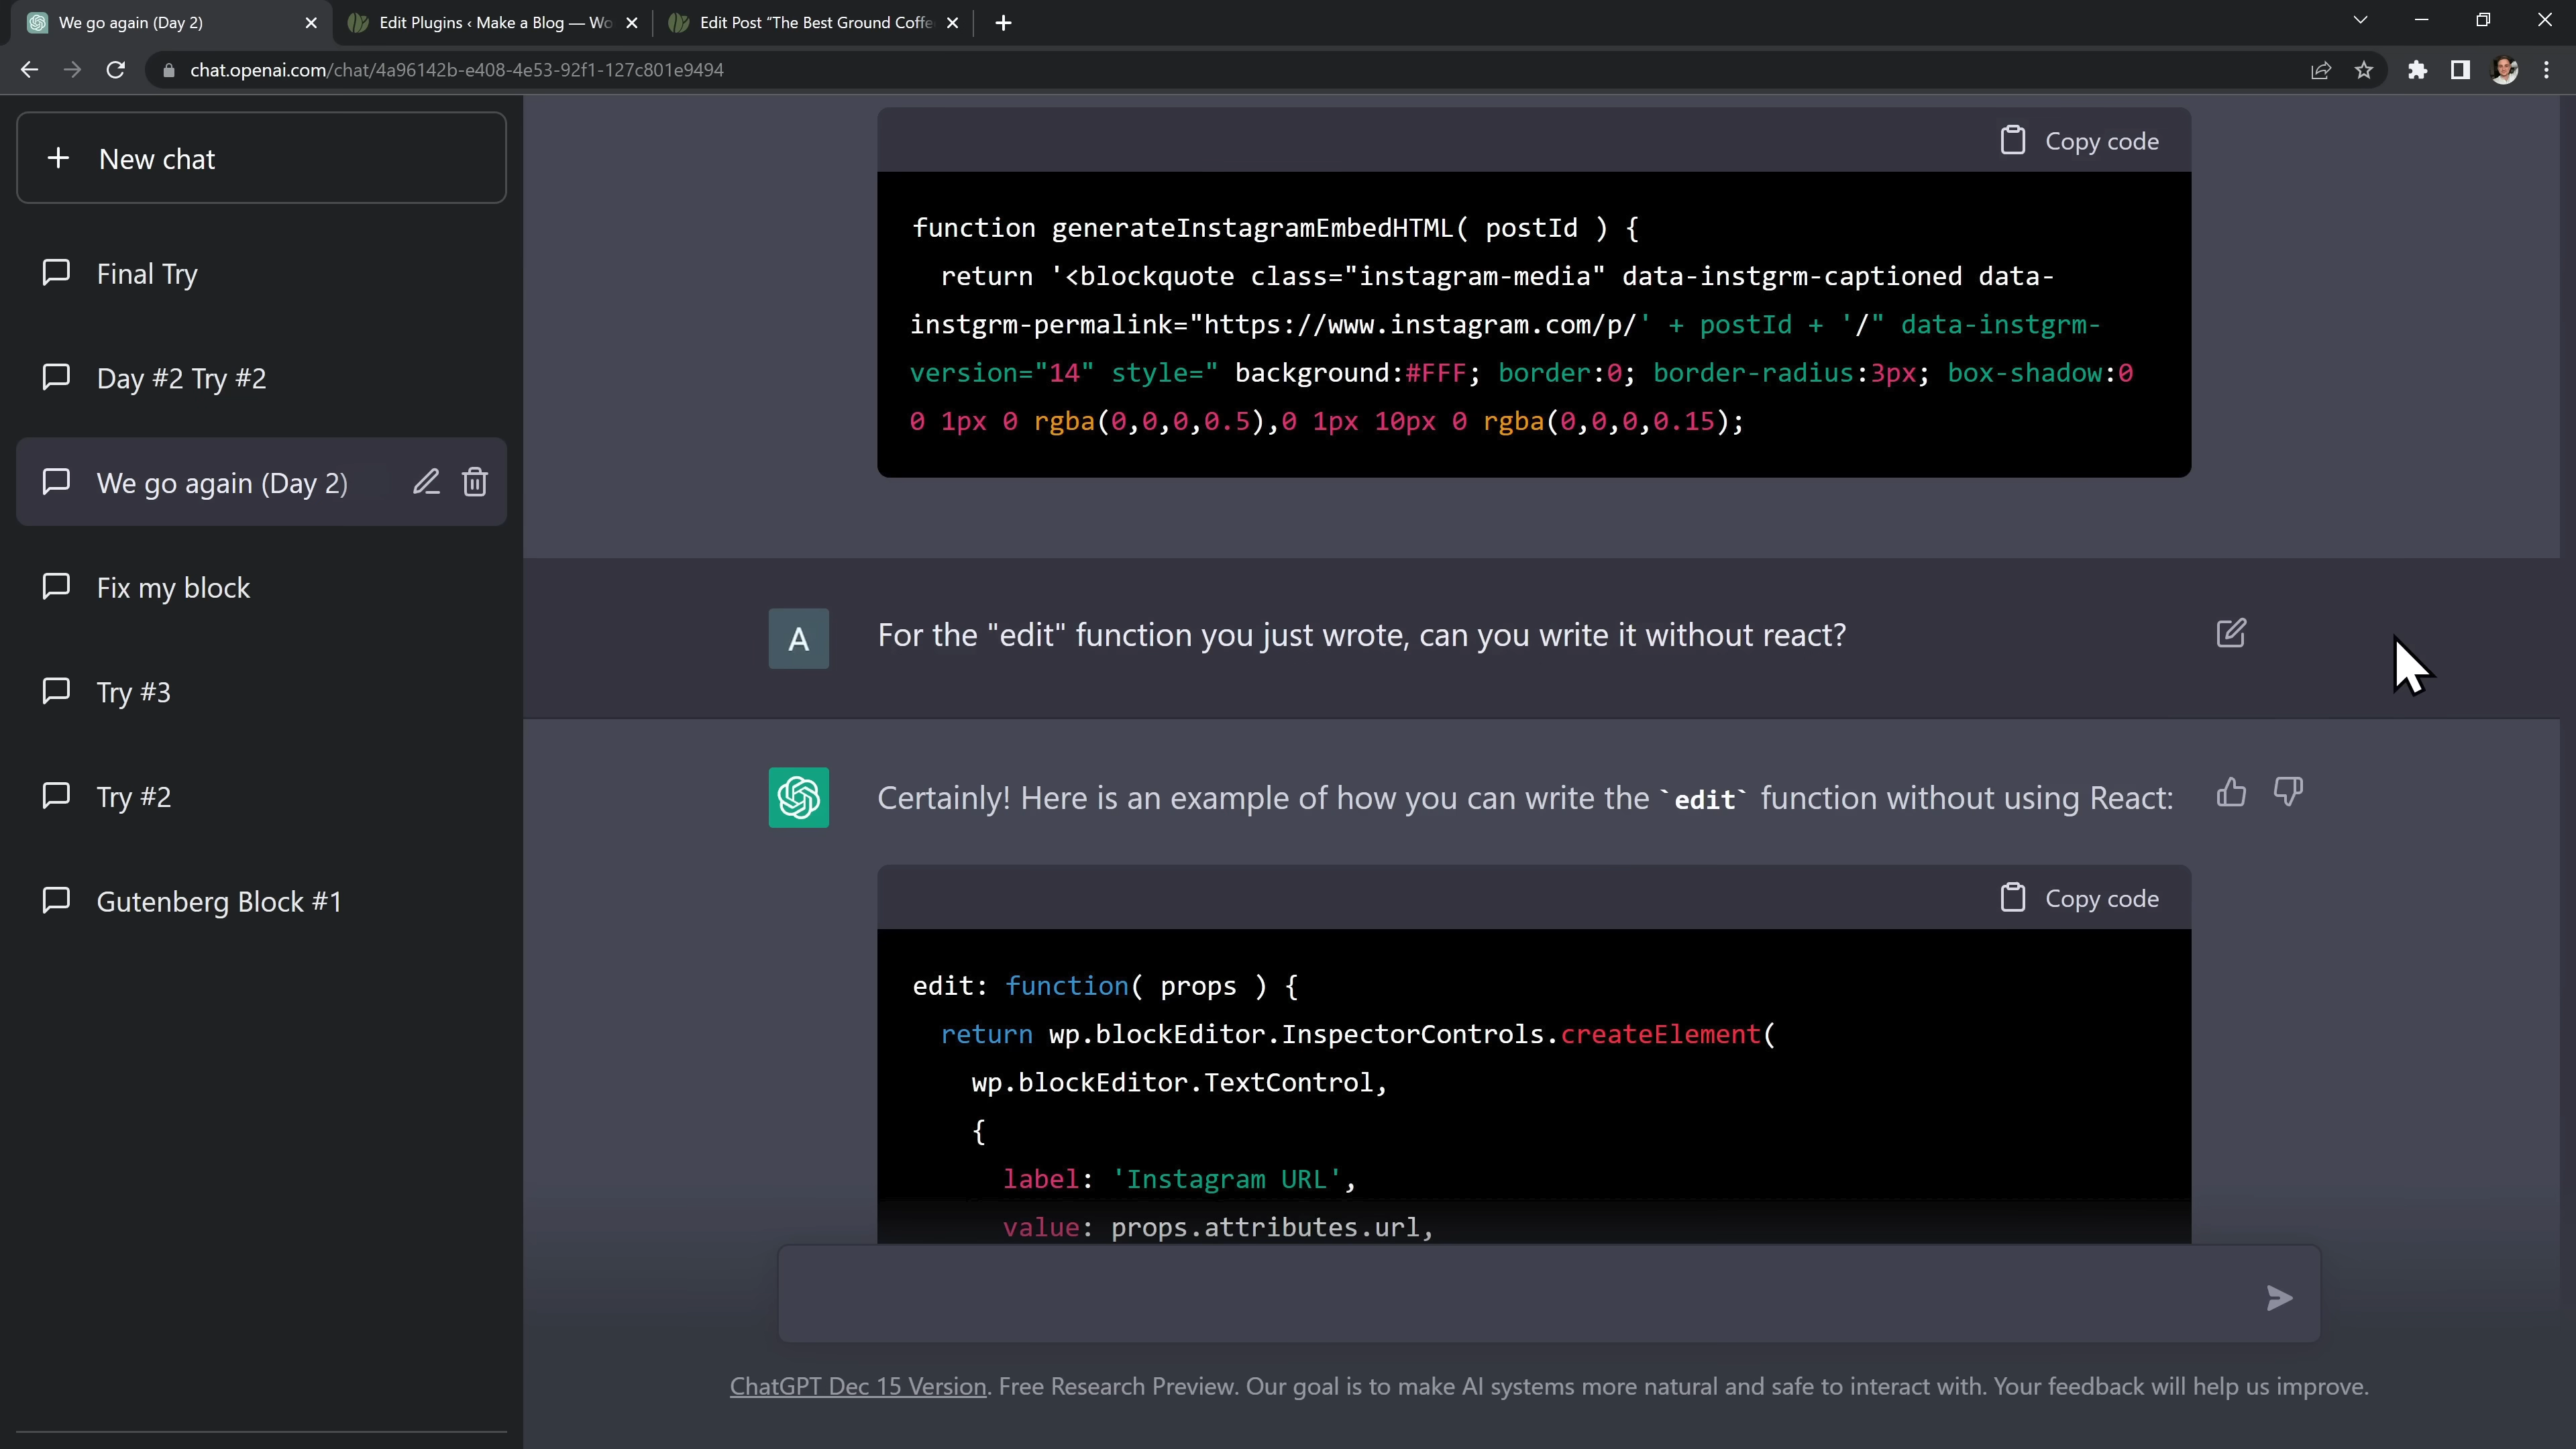 We go again (Day 2)
Edit Plugins ‹ Make a Blog — Wo
Edit Post “The Best Ground Coffe
chat.openai.com/chat/4a96142b-e408-4e53-92f1-127c801e9494
New chat
Final Try
Day #2 Try #2
We go again (Day 2)
Fix my block
Try #3
Try #2
Gutenberg Block #1
Copy code
function generateInstagramEmbedHTML( postId ) {
return '<blockquote class="instagram-media" data-instgrm-captioned data-
instgrm-permalink="https://www.instagram.com/p/' + postId + '/" data-instgrm-
version="14" style=" background:#FFF; border:0; border-radius:3px; box-shadow:0
0 1px 0 rgba(0,0,0,0.5),0 1px 10px 0 rgba(0,0,0,0.15);
A
For the "edit" function you just wrote, can you write it without react?
Certainly! Here is an example of how you can write the `edit` function without using React:
Copy code
edit: function( props ) {
return wp.blockEditor.InspectorControls.createElement(
wp.blockEditor.TextControl,
{
label: 'Instagram URL',
value: props.attributes.url,
ChatGPT Dec 15 Version. Free Research Preview. Our goal is to make AI systems more natural and safe to interact with. Your feedback will help us improve.